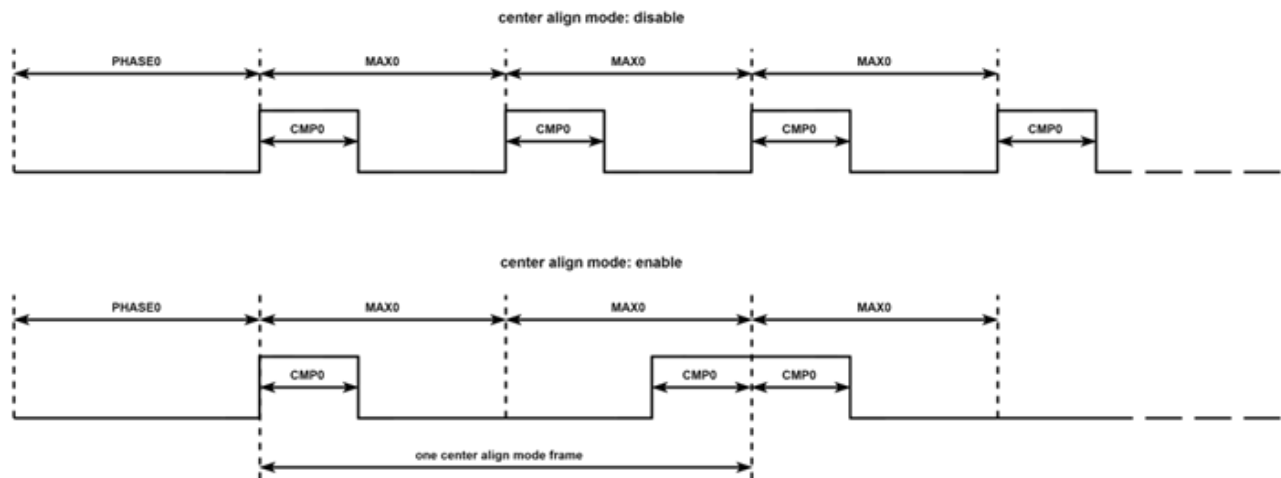 center align mode: disable
PHASE0 MAX0 MAX0 MAX0
CMP0 CMP0 CMP0 CMP0
center align mode: enable
PHASE0 MAX0 MAX0 MAX0
CMP0 CMP0 CMP0
one center align mode frame